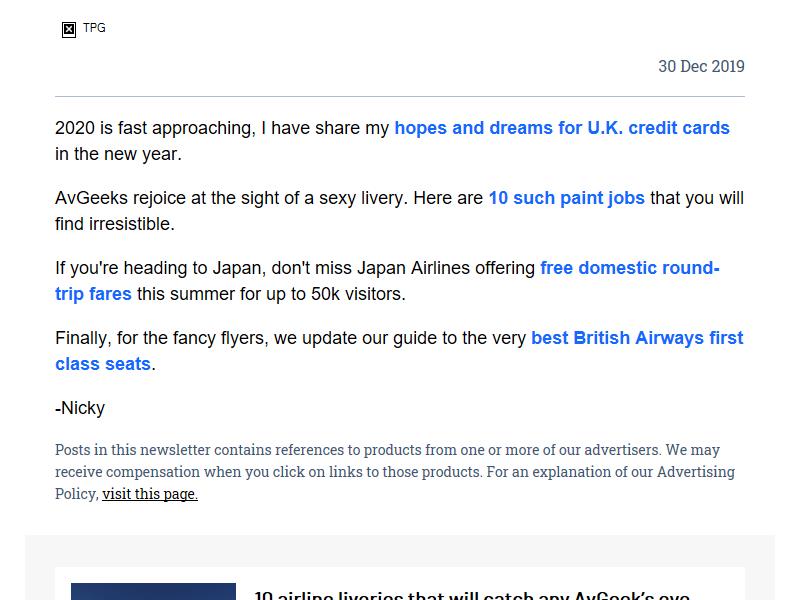 TPG
30 Dec 2019
2020 is fast approaching, I have share my hopes and dreams for U.K. credit cards
in the new year.
AvGeeks rejoice at the sight of a sexy livery. Here are 10 such paint jobs that you will
find irresistible.
If you're heading to Japan, don't miss Japan Airlines offering free domestic round-
trip fares this summer for up to 50k visitors.
Finally, for the fancy flyers, we update our guide to the very best British Airways first
class seats.
-Nicky
Posts in this newsletter contains references to products from one or more of our advertisers. We may
receive compensation when you click on links to those products. For an explanation of our Advertising
Policy, visit this page.
10 airline liveries that will catch any AvGeek's eye